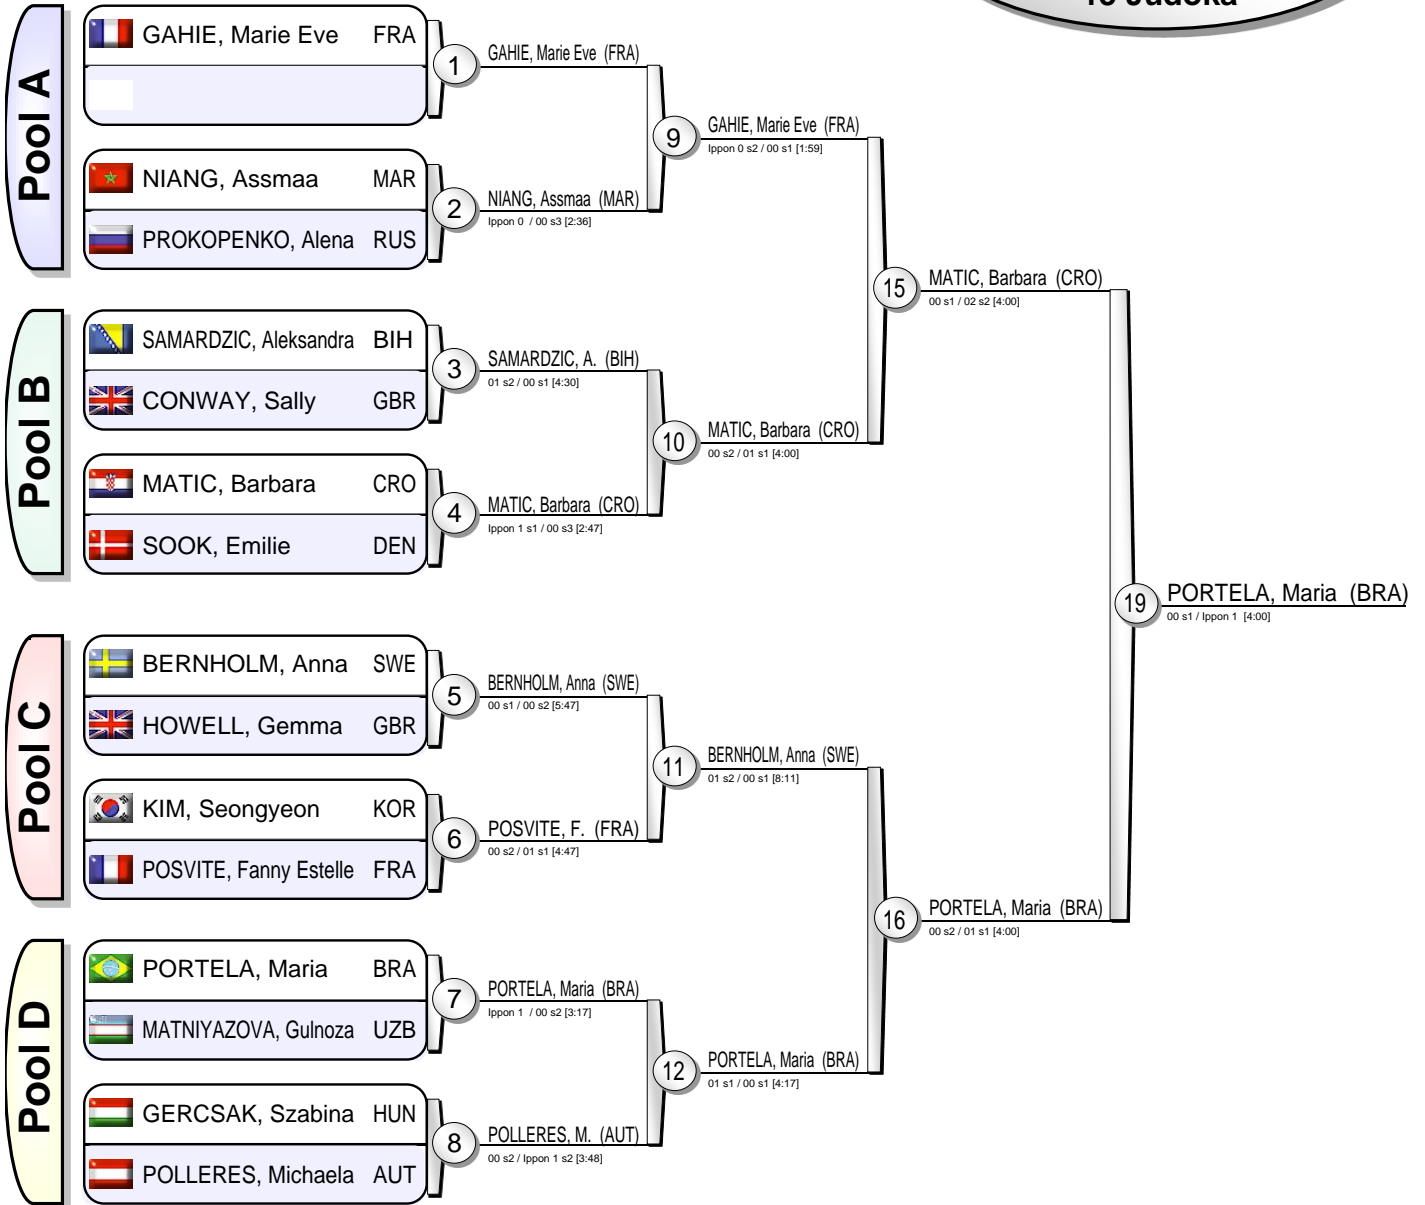 15 Judoka
Pool A
GAHIE, Marie Eve FRA
NIANG, Assmaa MAR
PROKOPENKO, Alena RUS
Pool B
SAMARDZIC, Aleksandra BIH
CONWAY, Sally GBR
MATIC, Barbara CRO
SOOK, Emilie DEN
Pool C
BERNHOLM, Anna SWE
HOWELL, Gemma GBR
KIM, Seongyeon KOR
POSVITE, Fanny Estelle FRA
Pool D
PORTELA, Maria BRA
MATNIYAZOVA, Gulnoza UZB
GERCSAK, Szabina HUN
POLLERES, Michaela AUT
1
GAHIE, Marie Eve (FRA)
2
NIANG, Assmaa (MAR)
Ippon 0 / 00 s3 [2:36]
3
SAMARDZIC, A. (BIH)
01 s2 / 00 s1 [4:30]
4
MATIC, Barbara (CRO)
Ippon 1 s1 / 00 s3 [2:47]
5
BERNHOLM, Anna (SWE)
00 s1 / 00 s2 [5:47]
6
POSVITE, F. (FRA)
00 s2 / 01 s1 [4:47]
7
PORTELA, Maria (BRA)
Ippon 1 / 00 s2 [3:17]
8
POLLERES, M. (AUT)
00 s2 / Ippon 1 s2 [3:48]
9
GAHIE, Marie Eve (FRA)
Ippon 0 s2 / 00 s1 [1:59]
10
MATIC, Barbara (CRO)
00 s2 / 01 s1 [4:00]
11
BERNHOLM, Anna (SWE)
01 s2 / 00 s1 [8:11]
12
PORTELA, Maria (BRA)
01 s1 / 00 s1 [4:17]
15
MATIC, Barbara (CRO)
00 s1 / 02 s2 [4:00]
16
PORTELA, Maria (BRA)
00 s2 / 01 s1 [4:00]
19
PORTELA, Maria (BRA)
00 s1 / Ippon 1 [4:00]